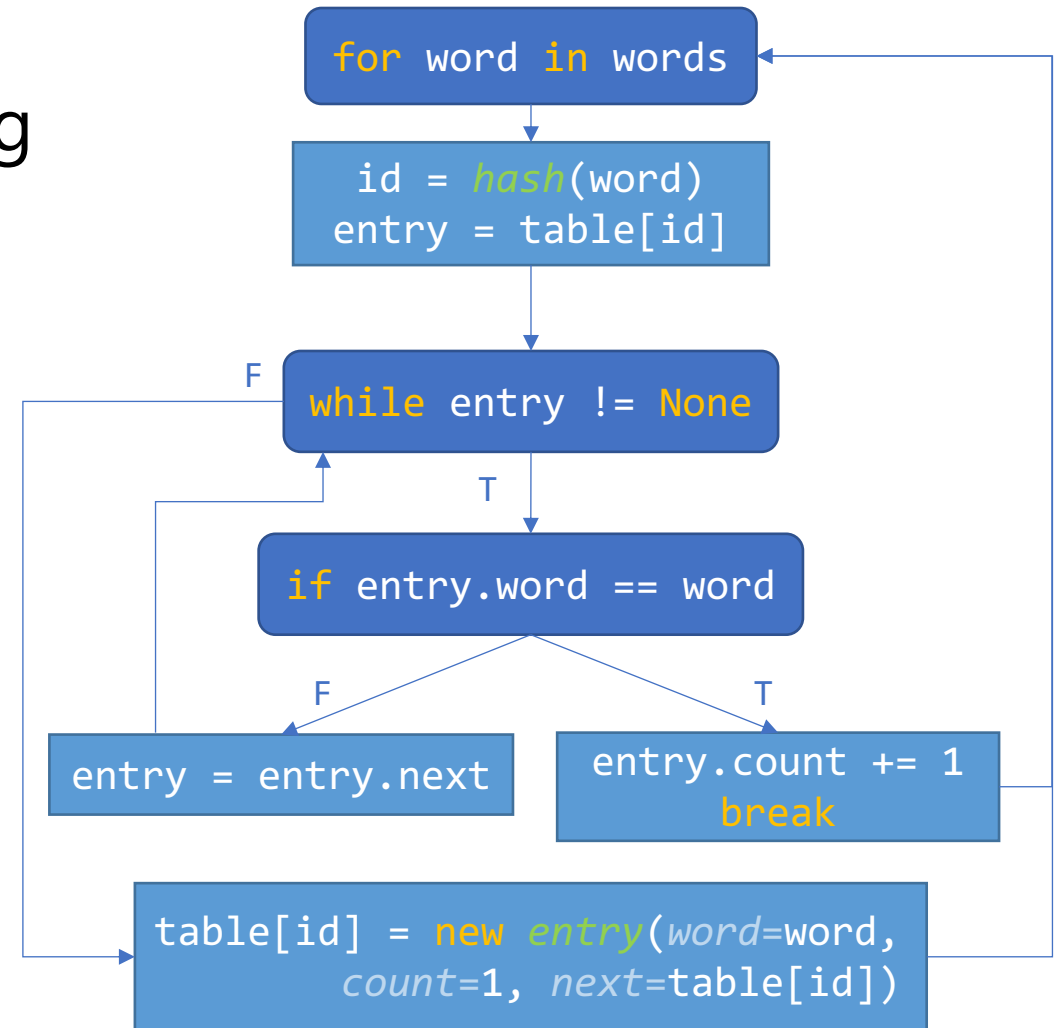 g
for word in words
id = hash(word)
entry = table[id]
F
while entry != None
T
if entry.word == word
F
T
entry = entry.next
entry.count += 1
break
table[id] = new entry(word=word,
count=1, next=table[id])